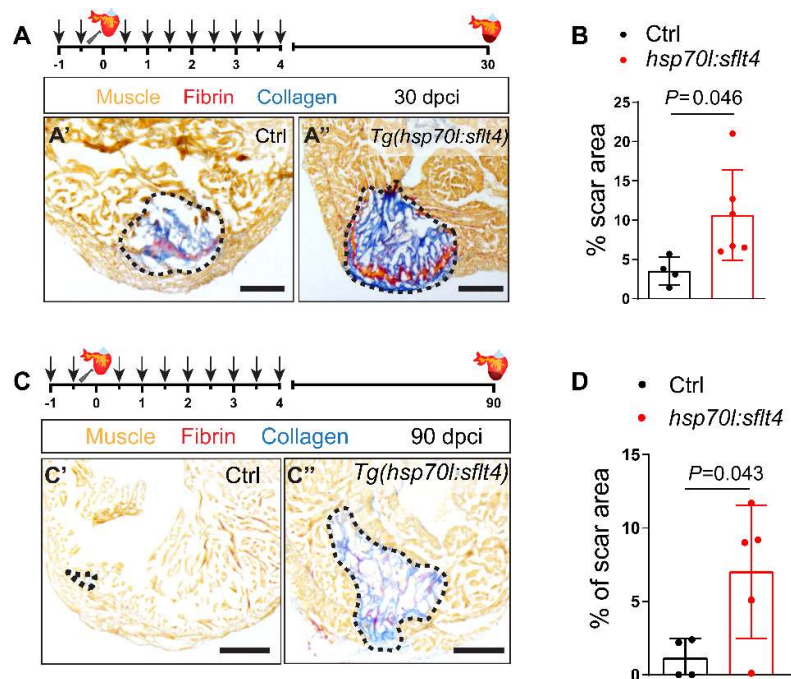 A
-1 0 1 2 3 4 30
Muscle Fibrin Collagen 30 dpci
A' Ctrl
A" Tg(hsp70l:sflt4)
B
Ctrl
hsp70l:sflt4
P=0.046
% scar area
25
20
15
10
5
0
C
-1 0 1 2 3 4 90
Muscle Fibrin Collagen 90 dpci
C' Ctrl
C" Tg(hsp70l:sflt4)
D
Ctrl
hsp70l:sflt4
P=0.043
% of scar area
15
10
5
0